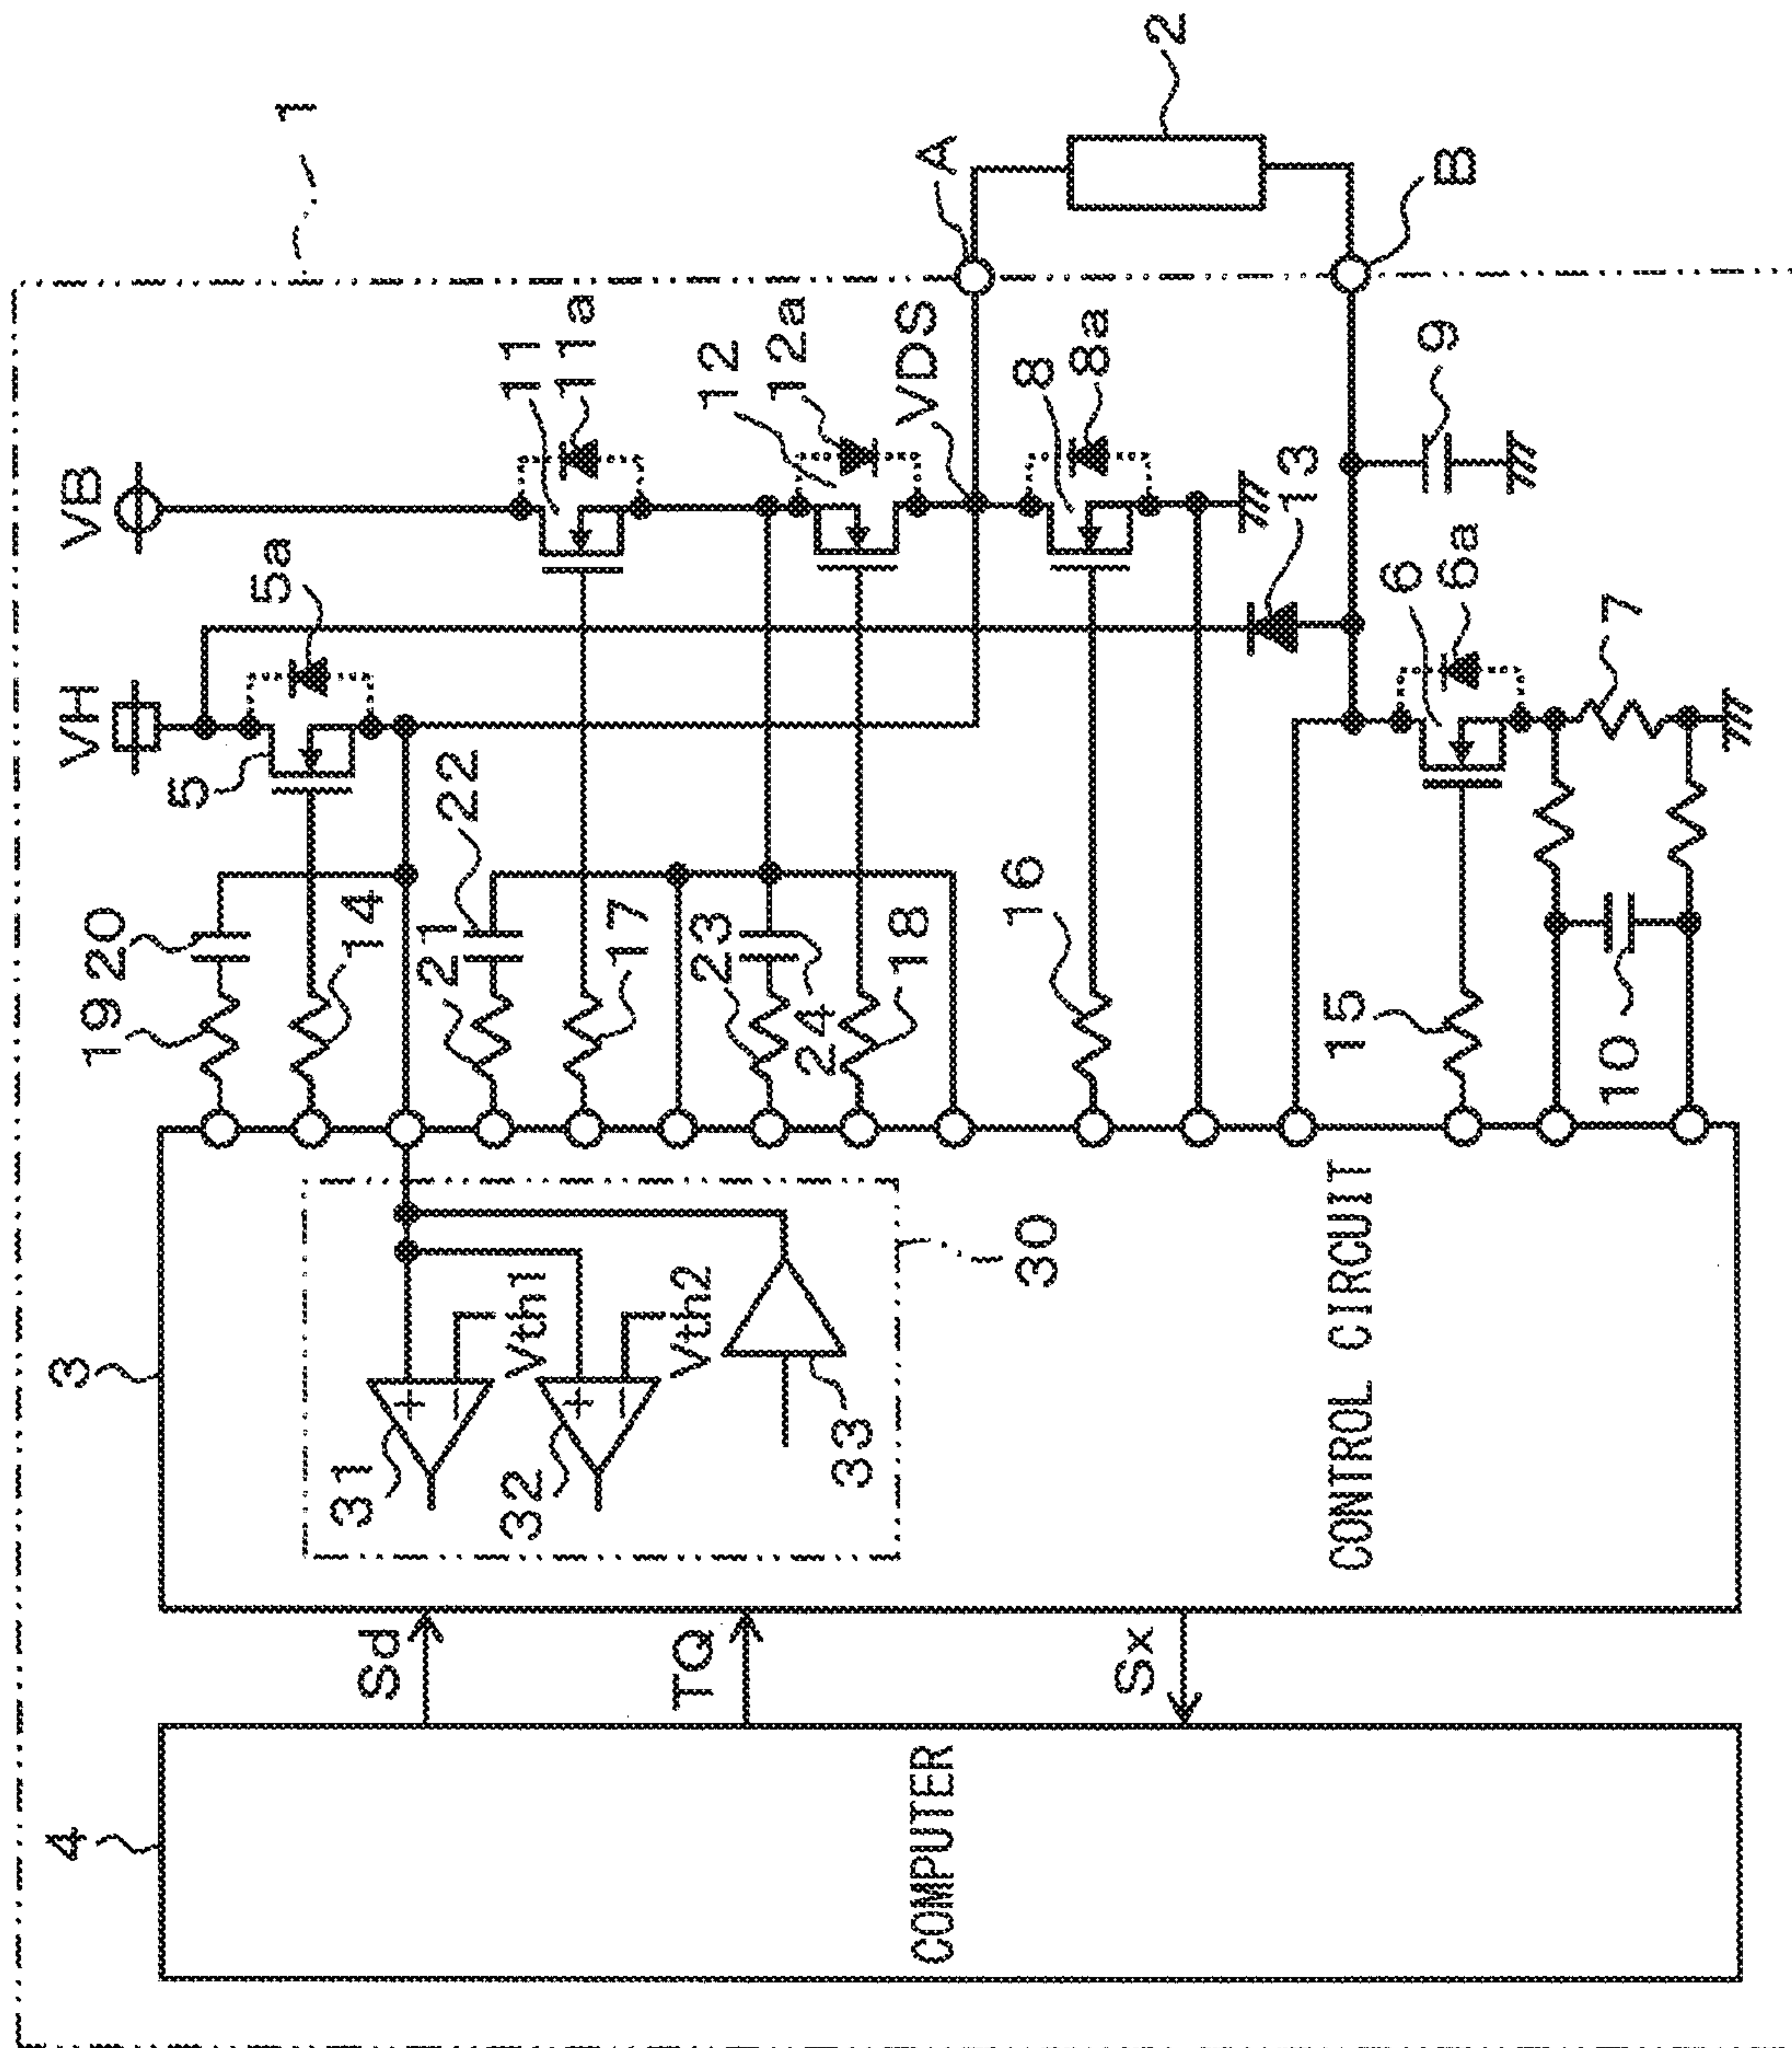 1
VH
VB
5
5a
11
11a
12
12a
VDS
A
2
8
8a
13
B
9
6
6a
7
19
20
14
21
22
17
23
24
18
16
15
10
3
31
Vth1
32
Vth2
33
30
CONTROL CIRCUIT
Sd
TQ
Sx
4
COMPUTER